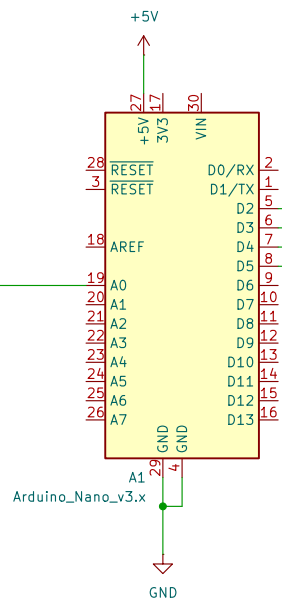 +5V
27
17
30
+5V
3V3
VIN
28 RESET D0/RX 2
3 RESET D1/TX 1
D2 5
D3 6
18 AREF D4 7
D5 8
19 A0 D6 9
20 A1 D7 10
21 A2 D8 11
22 A3 D9 12
23 A4 D10 13
24 A5 D11 14
25 A6 D12 15
26 A7 D13 16
GND
GND
29
4
A1
Arduino_Nano_v3.x
GND